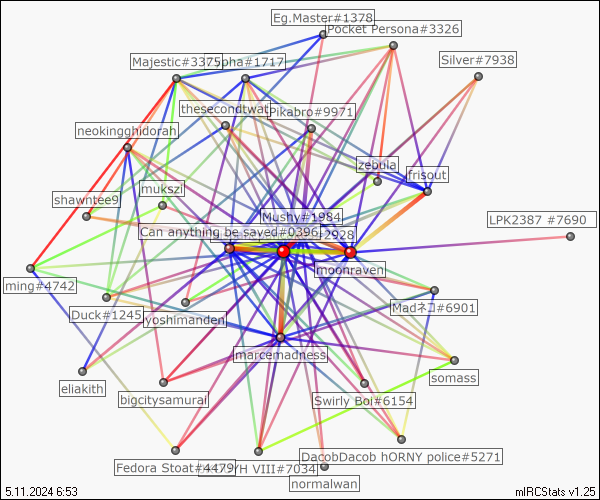 Eg.Master#1378
Pocket Persona#3326
Majestic#3375
pha#1717
Silver#7938
thesecondtwat
Pikabro#9971
neokingghidorah
zebula
mukszi
frisout
shawntee9
Mushy#1984
LPK2387 #7690
Can anything be saved#0396
2928
moonraven
ming#4742
Duck#1245
yoshimanden
Madネコ#6901
marcemadness
eliakith
somass
bigcitysamurai
Swirly Boi#6154
DacobDacob hORNY police#5271
Fedora Stoat#4479
VIII#7034
normalwan
5.11.2024 6:53
mIRCStats v1.25